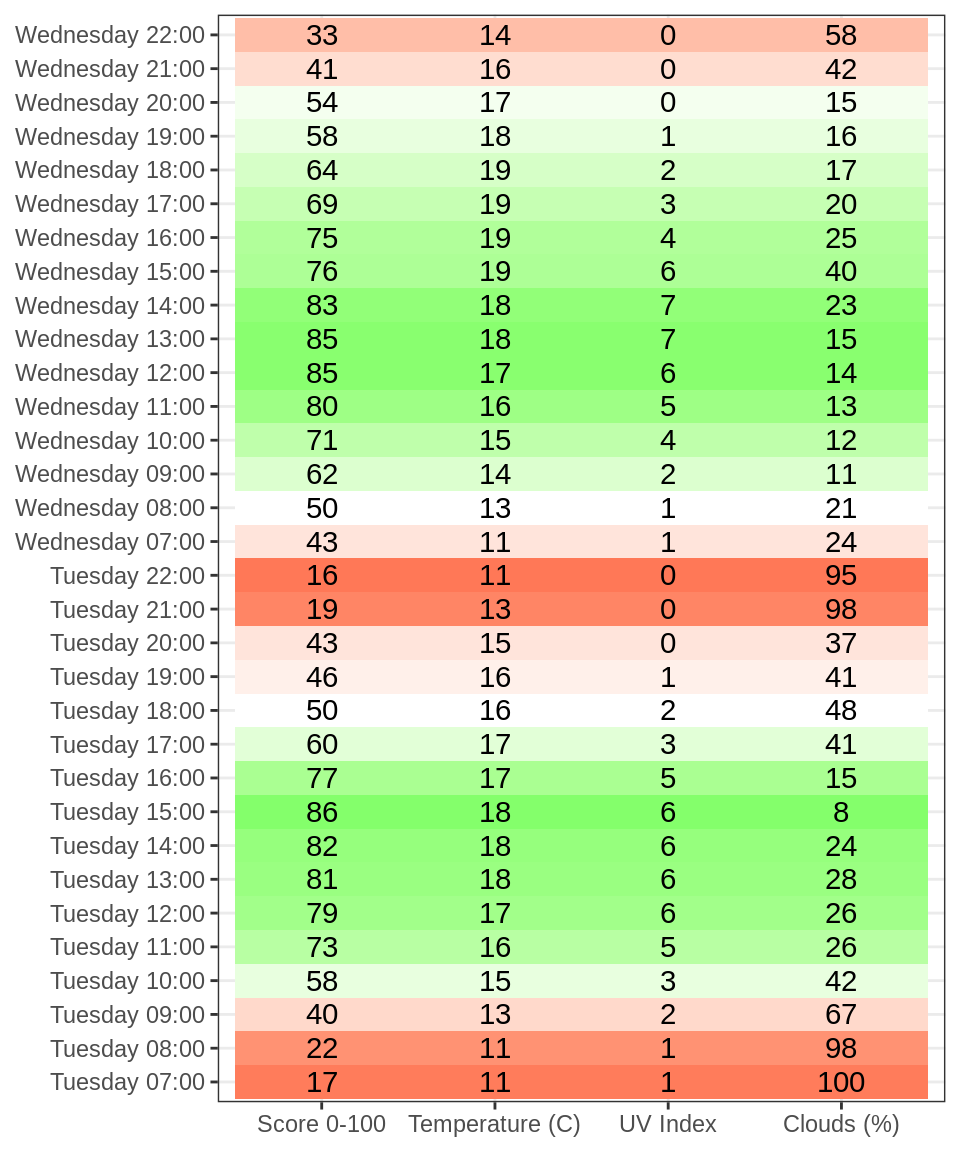 Wednesday 22:00 33 14 0 58
Wednesday 21:00 41 16 0 42
Wednesday 20:00 54 17 0 15
Wednesday 19:00 58 18 1 16
Wednesday 18:00 64 19 2 17
Wednesday 17:00 69 19 3 20
Wednesday 16:00 75 19 4 25
Wednesday 15:00 76 19 6 40
Wednesday 14:00 83 18 7 23
Wednesday 13:00 85 18 7 15
Wednesday 12:00 85 17 6 14
Wednesday 11:00 80 16 5 13
Wednesday 10:00 71 15 4 12
Wednesday 09:00 62 14 2 11
Wednesday 08:00 50 13 1 21
Wednesday 07:00 43 11 1 24
Tuesday 22:00 16 11 0 95
Tuesday 21:00 19 13 0 98
Tuesday 20:00 43 15 0 37
Tuesday 19:00 46 16 1 41
Tuesday 18:00 50 16 2 48
Tuesday 17:00 60 17 3 41
Tuesday 16:00 77 17 5 15
Tuesday 15:00 86 18 6 8
Tuesday 14:00 82 18 6 24
Tuesday 13:00 81 18 6 28
Tuesday 12:00 79 17 6 26
Tuesday 11:00 73 16 5 26
Tuesday 10:00 58 15 3 42
Tuesday 09:00 40 13 2 67
Tuesday 08:00 22 11 1 98
Tuesday 07:00 17 11 1 100
Score 0-100 Temperature (C) UV Index Clouds (%)